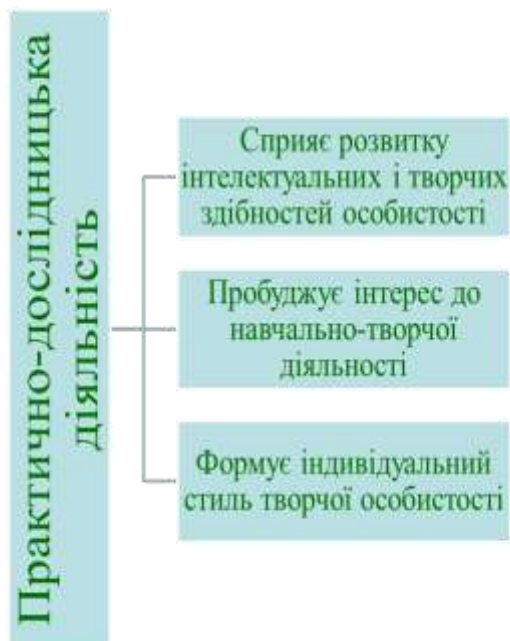 Практично-дослідницька
діяльність
Сприяє розвитку
інтелектуальних і творчих
здібностей особистості
Пробуджує інтерес до
навчально-творчої
діяльності
Формує індивідуальний
стиль творчої особистості